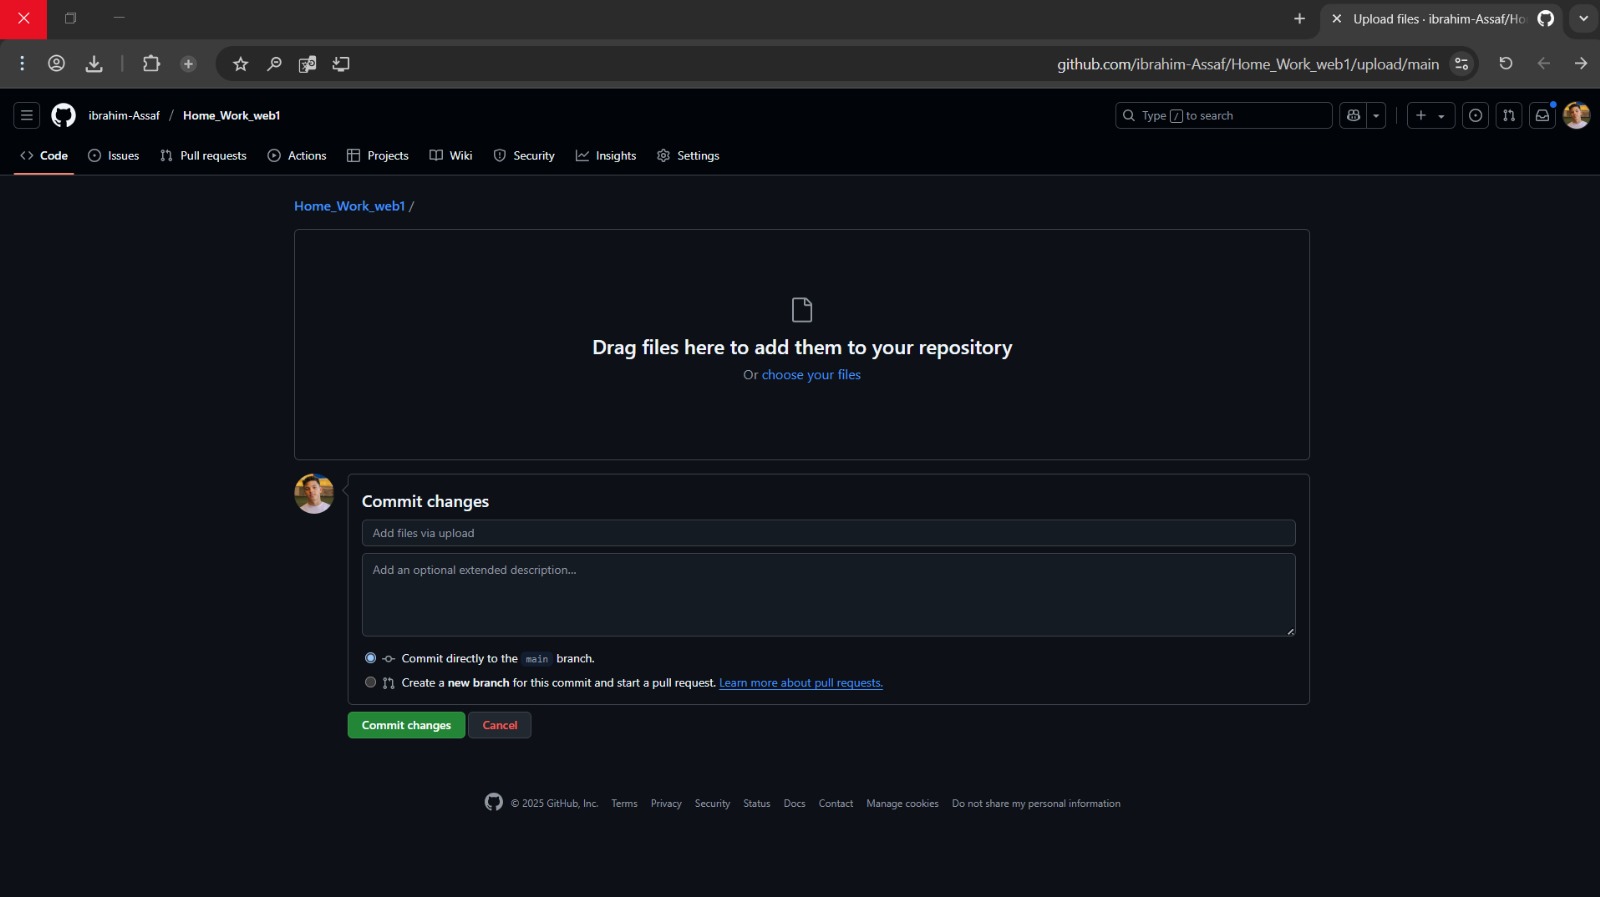 Upload files · ibrahim-Assaf/Ho
github.com/ibrahim-Assaf/Home_Work_web1/upload/main
ibrahim-Assaf / Home_Work_web1
Type / to search
Code Issues Pull requests Actions Projects Wiki Security Insights Settings
Home_Work_web1 /
Drag files here to add them to your repository
Or choose your files
Commit changes
Add files via upload
Add an optional extended description...
Commit directly to the main branch.
Create a new branch for this commit and start a pull request. Learn more about pull requests.
Commit changes Cancel
© 2025 GitHub, Inc. Terms Privacy Security Status Docs Contact Manage cookies Do not share my personal information